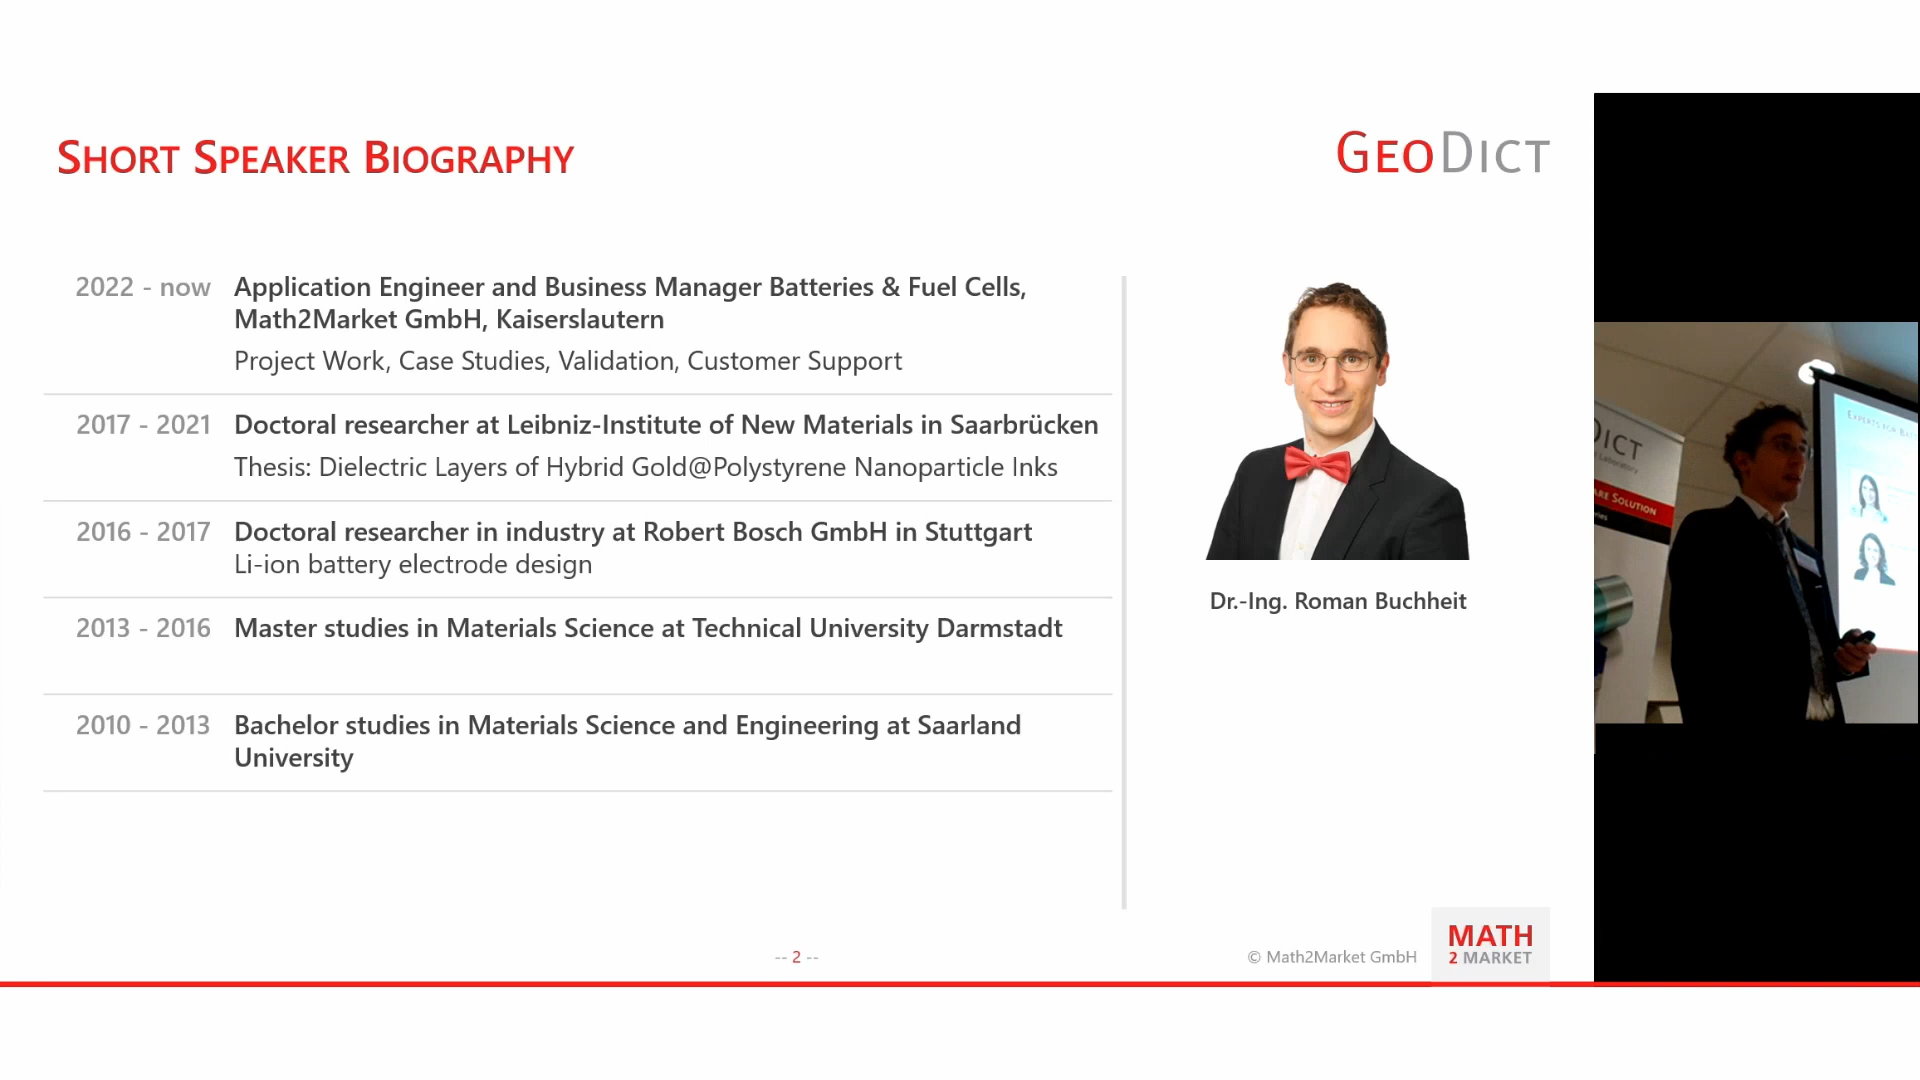 SHORT SPEAKER BIOGRAPHY
GEODICT
2022 - now
Application Engineer and Business Manager Batteries & Fuel Cells,
Math2Market GmbH, Kaiserslautern
Project Work, Case Studies, Validation, Customer Support
2017 - 2021
Doctoral researcher at Leibniz-Institute of New Materials in Saarbrücken
Thesis: Dielectric Layers of Hybrid Gold@Polystyrene Nanoparticle Inks
2016 - 2017
Doctoral researcher in industry at Robert Bosch GmbH in Stuttgart
Li-ion battery electrode design
2013 - 2016
Master studies in Materials Science at Technical University Darmstadt
2010 - 2013
Bachelor studies in Materials Science and Engineering at Saarland
University
Dr.-Ing. Roman Buchheit
-- 2 --
© Math2Market GmbH
MATH
2 MARKET
DICT
Laboratory
SOLUTION
EXPERTS FOR